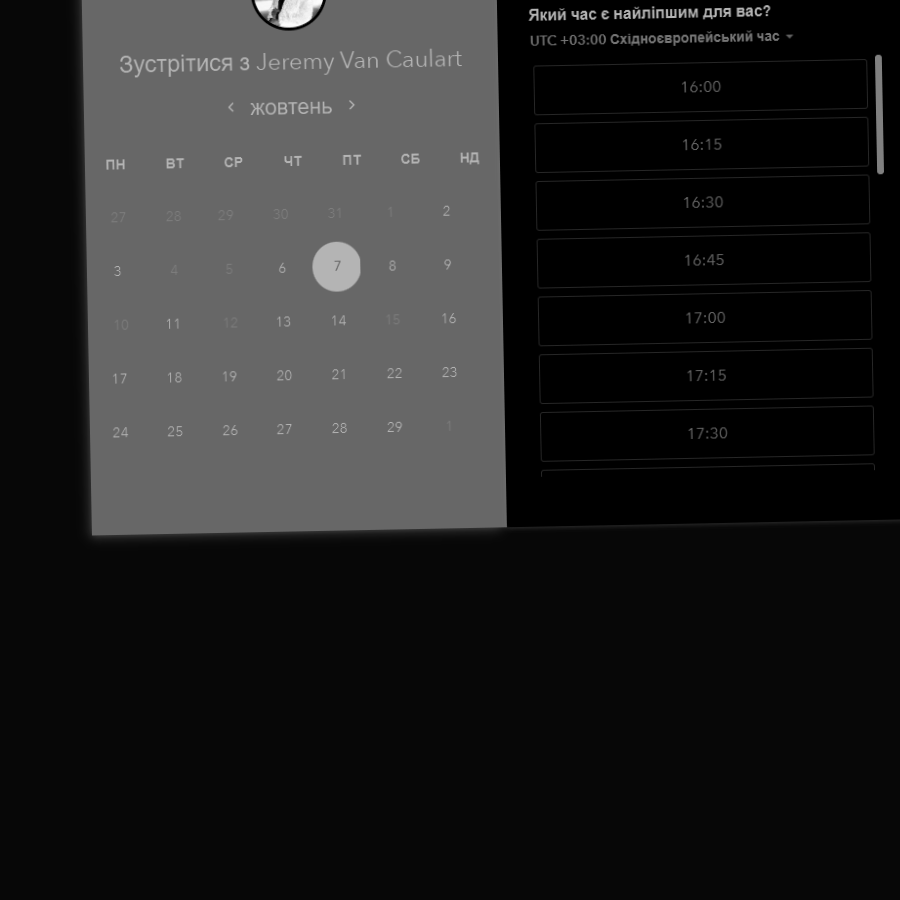 Зустрітися з Jeremy Van Caulart
жовтень
ПН ВТ СР ЧТ ПТ СБ НД
27 28 29 30 31 1 2
3 4 5 6 7 8 9
10 11 12 13 14 15 16
17 18 19 20 21 22 23
24 25 26 27 28 29 1
Який час є найліпшим для вас?
UTC +03:00 Східноєвропейський час
16:00
16:15
16:30
16:45
17:00
17:15
17:30